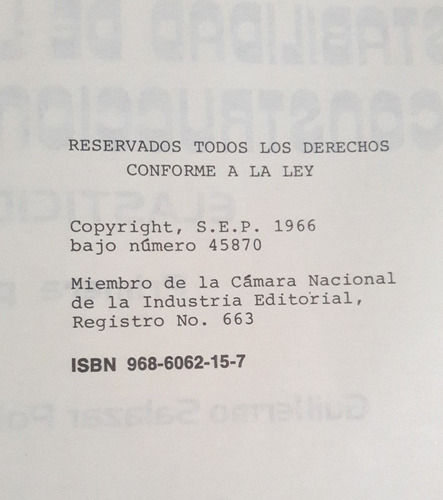 RESERVADOS TODOS LOS DERECHOS
CONFORME A LA LEY
Copyright, S.E.P. 1966
bajo número 45870
Miembro de la Cámara Nacional
de la Industria Editorial,
Registro No. 663
ISBN 968-6062-15-7